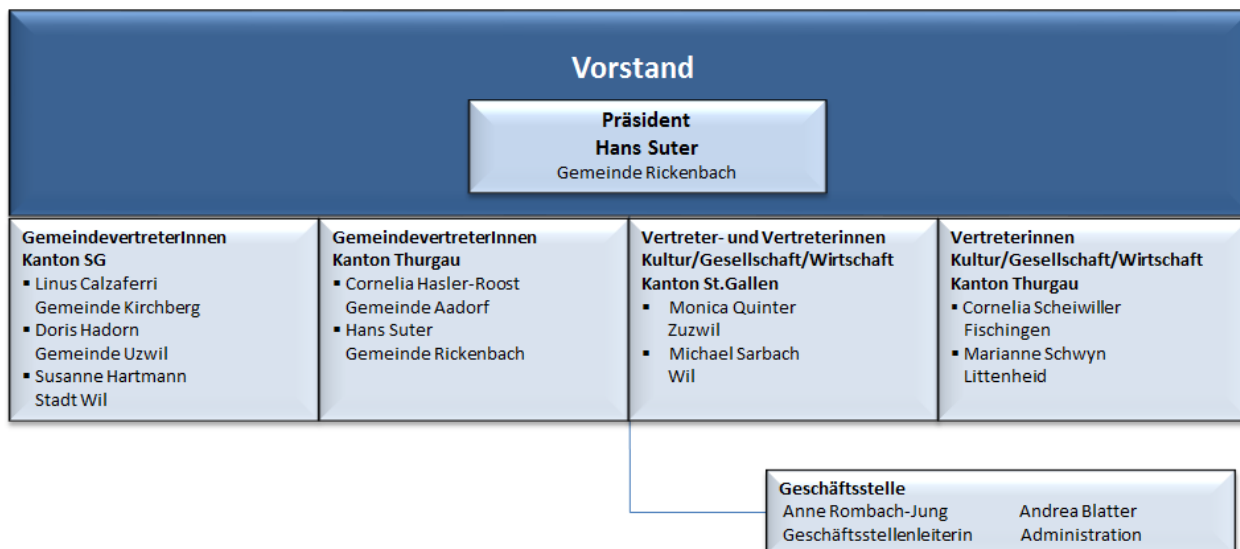 Vorstand
Präsident
Hans Suter
Gemeinde Rickenbach
GemeindevertreterInnen
Kanton SG
▪ Linus Calzaferri
Gemeinde Kirchberg
▪ Doris Hadorn
Gemeinde Uzwil
▪ Susanne Hartmann
Stadt Wil
GemeindevertreterInnen
Kanton Thurgau
▪ Cornelia Hasler-Roost
Gemeinde Aadorf
▪ Hans Suter
Gemeinde Rickenbach
Vertreter- und Vertreterinnen
Kultur/Gesellschaft/Wirtschaft
Kanton St.Gallen
▪ Monica Quinter
Zuzwil
▪ Michael Sarbach
Wil
Vertreterinnen
Kultur/Gesellschaft/Wirtschaft
Kanton Thurgau
▪ Cornelia Scheiwiller
Fischingen
▪ Marianne Schwyn
Littenheid
Geschäftsstelle
Anne Rombach-Jung
Geschäftsstellenleiterin
Andrea Blatter
Administration